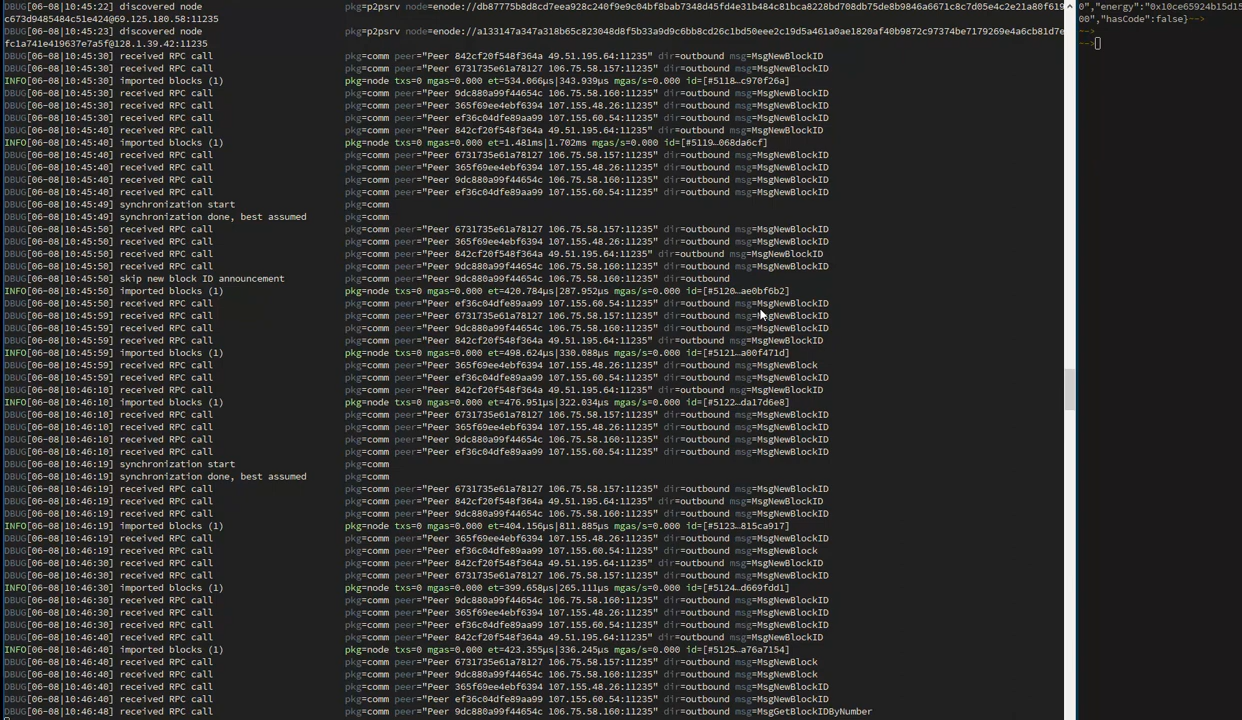 DBUG[06-08|10:45:22] discovered node pkg=p2psrv node=enode://db87775b8d8cd7eea928c240f9e9c04bf8bab7348d45fd4e31b484c81bca8228bd708db75de8b9846a6671c8c7d05e4c2e21a80f619
c673d9485484c51e424@69.125.180.58:11235
DBUG[06-08|10:45:23] discovered node pkg=p2psrv node=enode://a133147a347a318b65c823048d8f5b33a9d9c6bb8cd26c1bd50eee2c19d5a461a0ae1820af40b9872c97374be7179269e4a6cb81d7e
fc1a741e419637e7a5f@128.1.39.42:11235
DBUG[06-08|10:45:30] received RPC call pkg=comm peer="Peer 842cf20f548f364a 49.51.195.64:11235" dir=outbound msg=MsgNewBlockID
DBUG[06-08|10:45:30] received RPC call pkg=comm peer="Peer 6731735e61a78127 106.75.58.157:11235" dir=outbound msg=MsgNewBlockID
INFO[06-08|10:45:30] imported blocks (1) pkg=node txs=0 mgas=0.000 et=534.066µs|343.939µs mgas/s=0.000 id=[#5118…c970f26a]
DBUG[06-08|10:45:30] received RPC call pkg=comm peer="Peer 9dc880a99f44654c 106.75.58.160:11235" dir=outbound msg=MsgNewBlockID
DBUG[06-08|10:45:30] received RPC call pkg=comm peer="Peer 365f69ee4ebf6394 107.155.48.26:11235" dir=outbound msg=MsgNewBlockID
DBUG[06-08|10:45:30] received RPC call pkg=comm peer="Peer ef36c04dfe89aa99 107.155.60.54:11235" dir=outbound msg=MsgNewBlockID
DBUG[06-08|10:45:40] received RPC call pkg=comm peer="Peer 842cf20f548f364a 49.51.195.64:11235" dir=outbound msg=MsgNewBlockID
INFO[06-08|10:45:40] imported blocks (1) pkg=node txs=0 mgas=0.000 et=1.481ms|1.702ms mgas/s=0.000 id=[#5119…068da6cf]
DBUG[06-08|10:45:40] received RPC call pkg=comm peer="Peer 6731735e61a78127 106.75.58.157:11235" dir=outbound msg=MsgNewBlockID
DBUG[06-08|10:45:40] received RPC call pkg=comm peer="Peer 365f69ee4ebf6394 107.155.48.26:11235" dir=outbound msg=MsgNewBlockID
DBUG[06-08|10:45:40] received RPC call pkg=comm peer="Peer 9dc880a99f44654c 106.75.58.160:11235" dir=outbound msg=MsgNewBlockID
DBUG[06-08|10:45:40] received RPC call pkg=comm peer="Peer ef36c04dfe89aa99 107.155.60.54:11235" dir=outbound msg=MsgNewBlockID
DBUG[06-08|10:45:49] synchronization start pkg=comm
DBUG[06-08|10:45:49] synchronization done, best assumed pkg=comm
DBUG[06-08|10:45:50] received RPC call pkg=comm peer="Peer 6731735e61a78127 106.75.58.157:11235" dir=outbound msg=MsgNewBlockID
DBUG[06-08|10:45:50] received RPC call pkg=comm peer="Peer 365f69ee4ebf6394 107.155.48.26:11235" dir=outbound msg=MsgNewBlockID
DBUG[06-08|10:45:50] received RPC call pkg=comm peer="Peer 842cf20f548f364a 49.51.195.64:11235" dir=outbound msg=MsgNewBlockID
DBUG[06-08|10:45:50] received RPC call pkg=comm peer="Peer 9dc880a99f44654c 106.75.58.160:11235" dir=outbound msg=MsgNewBlockID
DBUG[06-08|10:45:50] skip new block ID announcement pkg=comm peer="Peer 9dc880a99f44654c 106.75.58.160:11235" dir=outbound
INFO[06-08|10:45:50] imported blocks (1) pkg=node txs=0 mgas=0.000 et=420.784µs|287.952µs mgas/s=0.000 id=[#5120…ae0bf6b2]
DBUG[06-08|10:45:50] received RPC call pkg=comm peer="Peer ef36c04dfe89aa99 107.155.60.54:11235" dir=outbound msg=MsgNewBlockID
DBUG[06-08|10:45:59] received RPC call pkg=comm peer="Peer 6731735e61a78127 106.75.58.157:11235" dir=outbound msg=MsgNewBlockID
DBUG[06-08|10:45:59] received RPC call pkg=comm peer="Peer 9dc880a99f44654c 106.75.58.160:11235" dir=outbound msg=MsgNewBlockID
DBUG[06-08|10:45:59] received RPC call pkg=comm peer="Peer 842cf20f548f364a 49.51.195.64:11235" dir=outbound msg=MsgNewBlockID
INFO[06-08|10:45:59] imported blocks (1) pkg=node txs=0 mgas=0.000 et=498.624µs|330.088µs mgas/s=0.000 id=[#5121…a00f471d]
DBUG[06-08|10:45:59] received RPC call pkg=comm peer="Peer 365f69ee4ebf6394 107.155.48.26:11235" dir=outbound msg=MsgNewBlock
DBUG[06-08|10:45:59] received RPC call pkg=comm peer="Peer ef36c04dfe89aa99 107.155.60.54:11235" dir=outbound msg=MsgNewBlockID
DBUG[06-08|10:46:10] received RPC call pkg=comm peer="Peer 842cf20f548f364a 49.51.195.64:11235" dir=outbound msg=MsgNewBlockID
INFO[06-08|10:46:10] imported blocks (1) pkg=node txs=0 mgas=0.000 et=476.951µs|322.034µs mgas/s=0.000 id=[#5122…da17d6e8]
DBUG[06-08|10:46:10] received RPC call pkg=comm peer="Peer 6731735e61a78127 106.75.58.157:11235" dir=outbound msg=MsgNewBlockID
DBUG[06-08|10:46:10] received RPC call pkg=comm peer="Peer 365f69ee4ebf6394 107.155.48.26:11235" dir=outbound msg=MsgNewBlockID
DBUG[06-08|10:46:10] received RPC call pkg=comm peer="Peer 9dc880a99f44654c 106.75.58.160:11235" dir=outbound msg=MsgNewBlockID
DBUG[06-08|10:46:10] received RPC call pkg=comm peer="Peer ef36c04dfe89aa99 107.155.60.54:11235" dir=outbound msg=MsgNewBlockID
DBUG[06-08|10:46:19] synchronization start pkg=comm
DBUG[06-08|10:46:19] synchronization done, best assumed pkg=comm
DBUG[06-08|10:46:19] received RPC call pkg=comm peer="Peer 6731735e61a78127 106.75.58.157:11235" dir=outbound msg=MsgNewBlockID
DBUG[06-08|10:46:19] received RPC call pkg=comm peer="Peer 842cf20f548f364a 49.51.195.64:11235" dir=outbound msg=MsgNewBlockID
DBUG[06-08|10:46:19] received RPC call pkg=comm peer="Peer 9dc880a99f44654c 106.75.58.160:11235" dir=outbound msg=MsgNewBlockID
INFO[06-08|10:46:19] imported blocks (1) pkg=node txs=0 mgas=0.000 et=404.156µs|811.885µs mgas/s=0.000 id=[#5123…815ca917]
DBUG[06-08|10:46:19] received RPC call pkg=comm peer="Peer 365f69ee4ebf6394 107.155.48.26:11235" dir=outbound msg=MsgNewBlockID
DBUG[06-08|10:46:19] received RPC call pkg=comm peer="Peer ef36c04dfe89aa99 107.155.60.54:11235" dir=outbound msg=MsgNewBlock
DBUG[06-08|10:46:30] received RPC call pkg=comm peer="Peer 842cf20f548f364a 49.51.195.64:11235" dir=outbound msg=MsgNewBlockID
DBUG[06-08|10:46:30] received RPC call pkg=comm peer="Peer 6731735e61a78127 106.75.58.157:11235" dir=outbound msg=MsgNewBlockID
INFO[06-08|10:46:30] imported blocks (1) pkg=node txs=0 mgas=0.000 et=399.658µs|265.111µs mgas/s=0.000 id=[#5124…d669fdd1]
DBUG[06-08|10:46:30] received RPC call pkg=comm peer="Peer 9dc880a99f44654c 106.75.58.160:11235" dir=outbound msg=MsgNewBlockID
DBUG[06-08|10:46:30] received RPC call pkg=comm peer="Peer 365f69ee4ebf6394 107.155.48.26:11235" dir=outbound msg=MsgNewBlockID
DBUG[06-08|10:46:30] received RPC call pkg=comm peer="Peer ef36c04dfe89aa99 107.155.60.54:11235" dir=outbound msg=MsgNewBlockID
DBUG[06-08|10:46:40] received RPC call pkg=comm peer="Peer 842cf20f548f364a 49.51.195.64:11235" dir=outbound msg=MsgNewBlockID
INFO[06-08|10:46:40] imported blocks (1) pkg=node txs=0 mgas=0.000 et=423.355µs|336.245µs mgas/s=0.000 id=[#5125…a76a7154]
DBUG[06-08|10:46:40] received RPC call pkg=comm peer="Peer 6731735e61a78127 106.75.58.157:11235" dir=outbound msg=MsgNewBlock
DBUG[06-08|10:46:40] received RPC call pkg=comm peer="Peer 9dc880a99f44654c 106.75.58.160:11235" dir=outbound msg=MsgNewBlock
DBUG[06-08|10:46:40] received RPC call pkg=comm peer="Peer 365f69ee4ebf6394 107.155.48.26:11235" dir=outbound msg=MsgNewBlockID
DBUG[06-08|10:46:40] received RPC call pkg=comm peer="Peer ef36c04dfe89aa99 107.155.60.54:11235" dir=outbound msg=MsgNewBlockID
DBUG[06-08|10:46:48] received RPC call pkg=comm peer="Peer 9dc880a99f44654c 106.75.58.160:11235" dir=outbound msg=MsgGetBlockIDByNumber
0","energy":"0x10ce65924b15d15
00","hasCode":false}-->
-->
-->